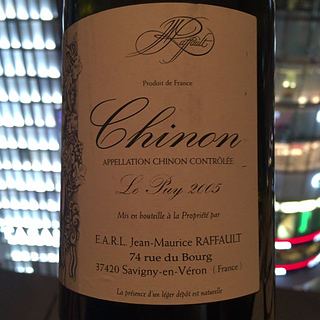 JM Raffault
Produit de France
Chinon
APPELLATION CHINON CONTRÔLÉE
Le Puy 2005
Mis en bouteille à la Propriété par
E.A.R.L. Jean-Maurice RAFFAULT
74 rue du Bourg
37420 Savigny-en-Véron (France)
La présence d'un léger dépôt est naturelle